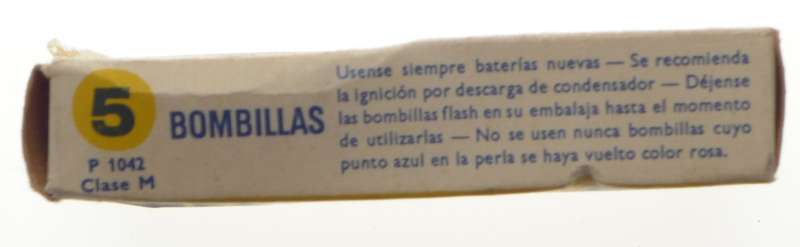 5
P 1042
Clase M
BOMBILLAS
Usense siempre baterías nuevas — Se recomienda
la ignición por descarga de condensador — Déjense
las bombillas flash en su embalaja hasta el momento
de utilizarlas — No se usen nunca bombillas cuyo
punto azul en la perla se haya vuelto color rosa.